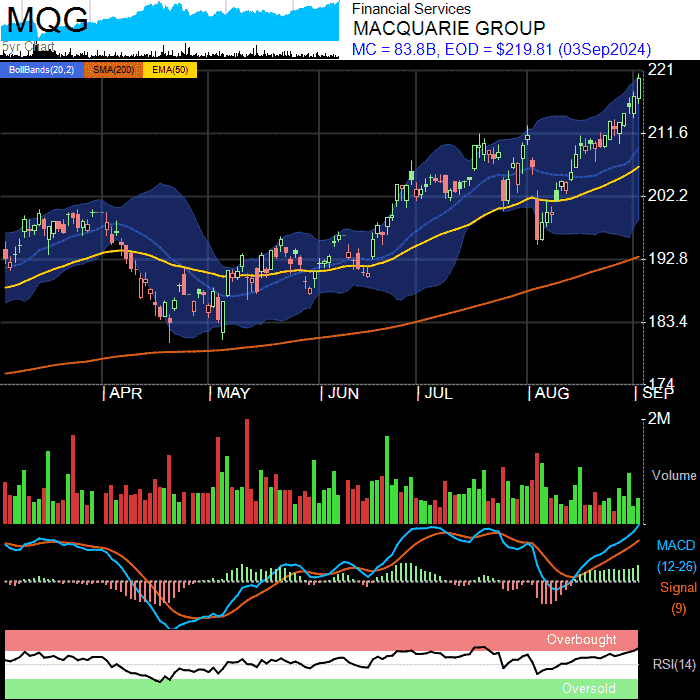 MQG
5yr Chart
Financial Services
MACQUARIE GROUP
MC = 83.8B, EOD = $219.81 (03Sep2024)
BollBands(20,2) SMA(200) EMA(50)
221
211.6
202.2
192.8
183.4
174
APR MAY JUN JUL AUG SEP
2M
Volume
MACD
(12-26)
Signal
(9)
Overbought
RSI(14)
Oversold